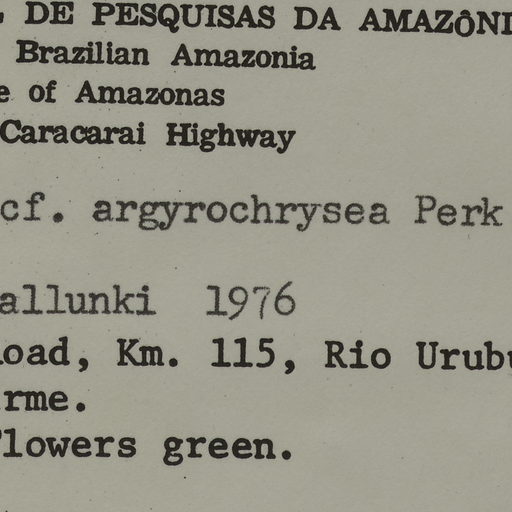 DE PESQUISAS DA AMAZÔNI
Brazilian Amazonia
e of Amazonas
Caracarai Highway
cf. argyrochrysea Perk
allunki 1976
oad, Km. 115, Rio Urubu
rme.
lowers green.